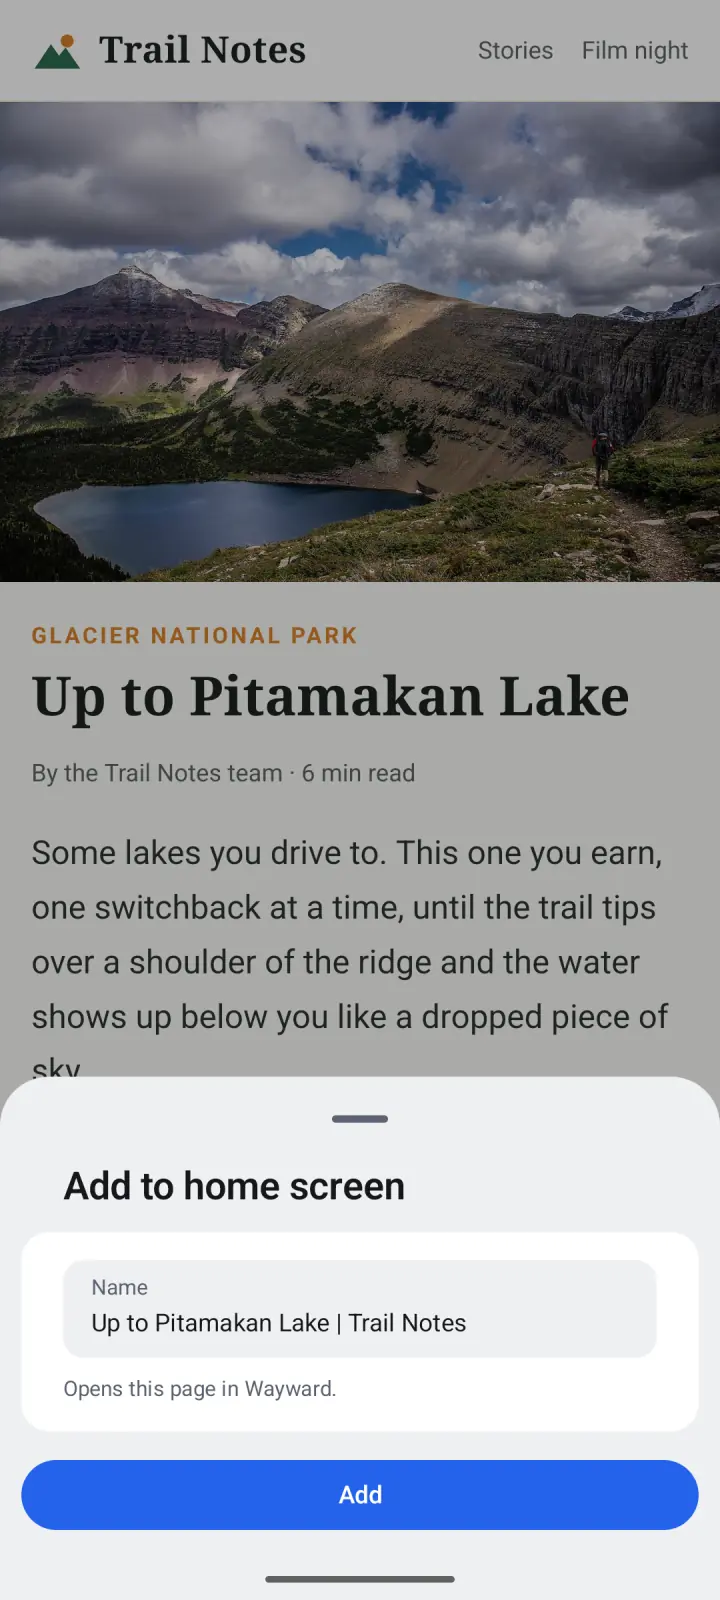 Trail Notes
Stories
Film night
GLACIER NATIONAL PARK
Up to Pitamakan Lake
By the Trail Notes team · 6 min read
Some lakes you drive to. This one you earn,
one switchback at a time, until the trail tips
over a shoulder of the ridge and the water
shows up below you like a dropped piece of
sky
Add to home screen
Name
Up to Pitamakan Lake | Trail Notes
Opens this page in Wayward.
Add